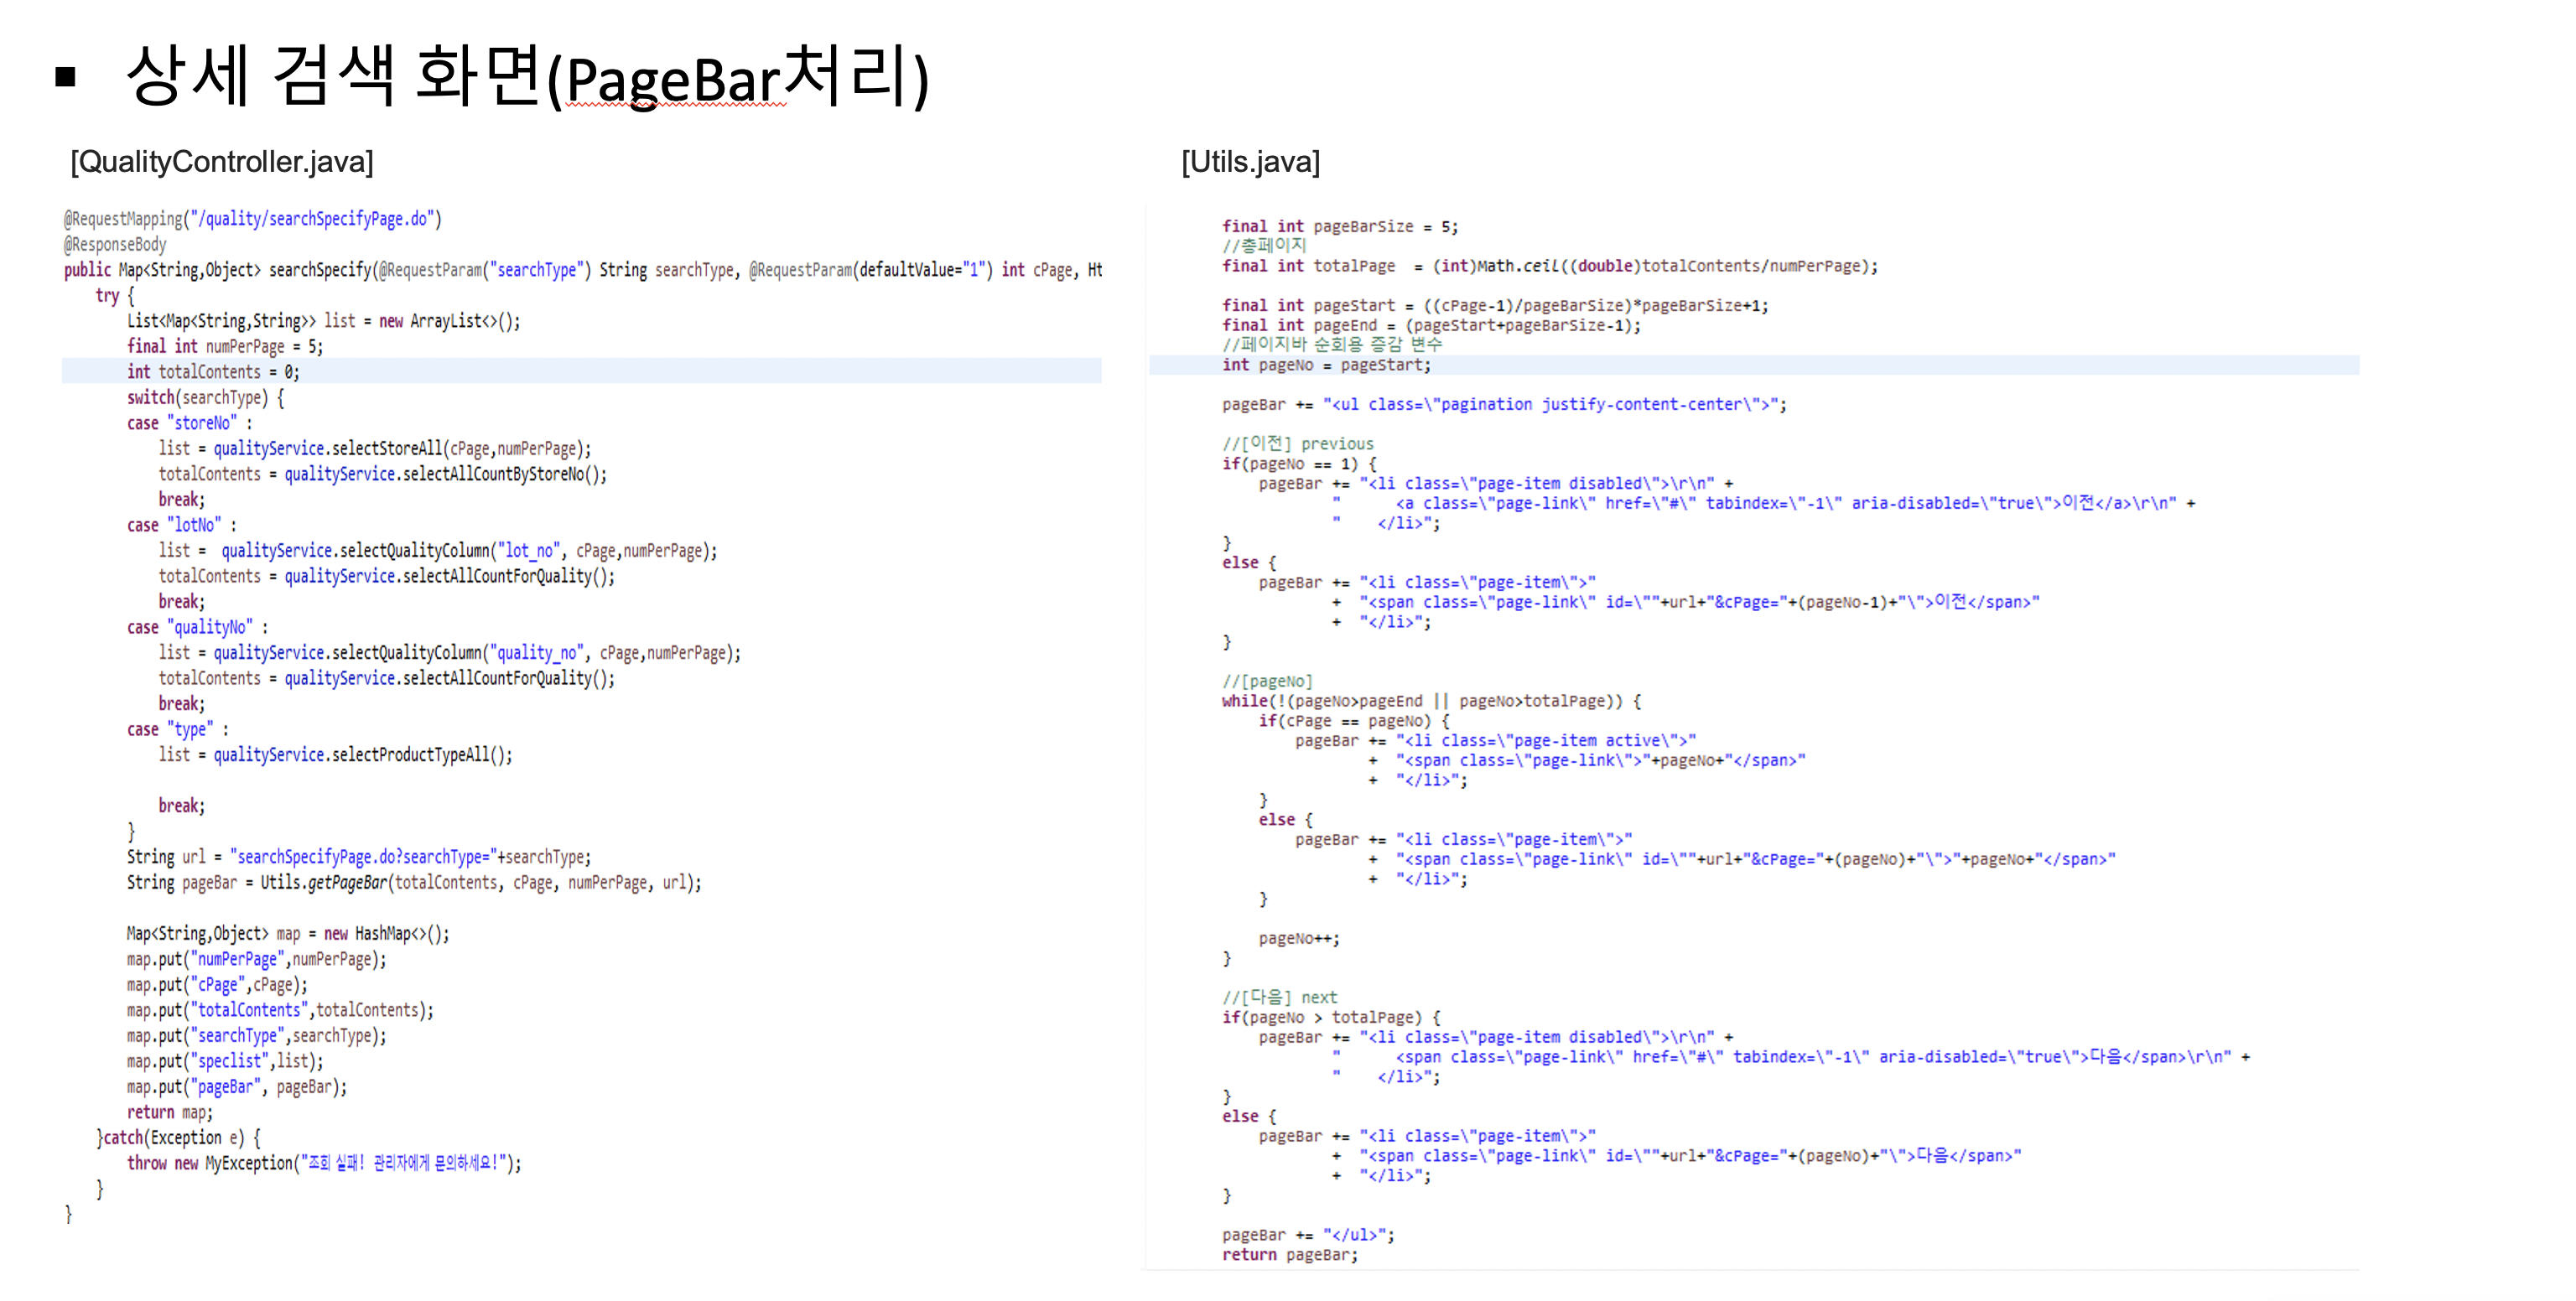 ▪ 상세 검색 화면(PageBar처리)
[QualityController.java]
@RequestMapping("/quality/searchSpecifyPage.do")
@ResponseBody
public Map<String,Object> searchSpecify(@RequestParam("searchType") String searchType, @RequestParam(defaultValue="1") int cPage, Ht
try {
List<Map<String,String>> list = new ArrayList<>();
final int numPerPage = 5;
int totalContents = 0;
switch(searchType) {
case "storeNo" :
list = qualityService.selectStoreAll(cPage,numPerPage);
totalContents = qualityService.selectAllCountByStoreNo();
break;
case "lotNo" :
list =  qualityService.selectQualityColumn("lot_no", cPage,numPerPage);
totalContents = qualityService.selectAllCountForQuality();
break;
case "qualityNo" :
list = qualityService.selectQualityColumn("quality_no", cPage,numPerPage);
totalContents = qualityService.selectAllCountForQuality();
break;
case "type" :
list = qualityService.selectProductTypeAll();
break;
}
String url = "searchSpecifyPage.do?searchType="+searchType;
String pageBar = Utils.getPageBar(totalContents, cPage, numPerPage, url);
Map<String,Object> map = new HashMap<>();
map.put("numPerPage",numPerPage);
map.put("cPage",cPage);
map.put("totalContents",totalContents);
map.put("searchType",searchType);
map.put("speclist",list);
map.put("pageBar", pageBar);
return map;
}catch(Exception e) {
throw new MyException("조회 실패! 관리자에게 문의하세요!");
}
}
[Utils.java]
final int pageBarSize = 5;
//총페이지
final int totalPage  = (int)Math.ceil((double)totalContents/numPerPage);
final int pageStart = ((cPage-1)/pageBarSize)*pageBarSize+1;
final int pageEnd = (pageStart+pageBarSize-1);
//페이지바 순회용 증감 변수
int pageNo = pageStart;
pageBar += "<ul class=\"pagination justify-content-center\">";
//[이전] previous
if(pageNo == 1) {
pageBar += "<li class=\"page-item disabled\">\r\n" +
"      <a class=\"page-link\" href=\"#\" tabindex=\"-1\" aria-disabled=\"true\">이전</a>\r\n" +
"    </li>";
}
else {
pageBar += "<li class=\"page-item\">"
+  "<span class=\"page-link\" id=\""+url+"&cPage="+(pageNo-1)+"\">이전</span>"
+  "</li>";
}
//[pageNo]
while(!(pageNo>pageEnd || pageNo>totalPage)) {
if(cPage == pageNo) {
pageBar += "<li class=\"page-item active\">"
+  "<span class=\"page-link\">"+pageNo+"</span>"
+  "</li>";
}
else {
pageBar += "<li class=\"page-item\">"
+  "<span class=\"page-link\" id=\""+url+"&cPage="+(pageNo)+"\">"+pageNo+"</span>"
+  "</li>";
}
pageNo++;
}
//[다음] next
if(pageNo > totalPage) {
pageBar += "<li class=\"page-item disabled\">\r\n" +
"      <span class=\"page-link\" href=\"#\" tabindex=\"-1\" aria-disabled=\"true\">다음</span>\r\n" +
"    </li>";
}
else {
pageBar += "<li class=\"page-item\">"
+  "<span class=\"page-link\" id=\""+url+"&cPage="+(pageNo)+"\">다음</span>"
+  "</li>";
}
pageBar += "</ul>";
return pageBar;